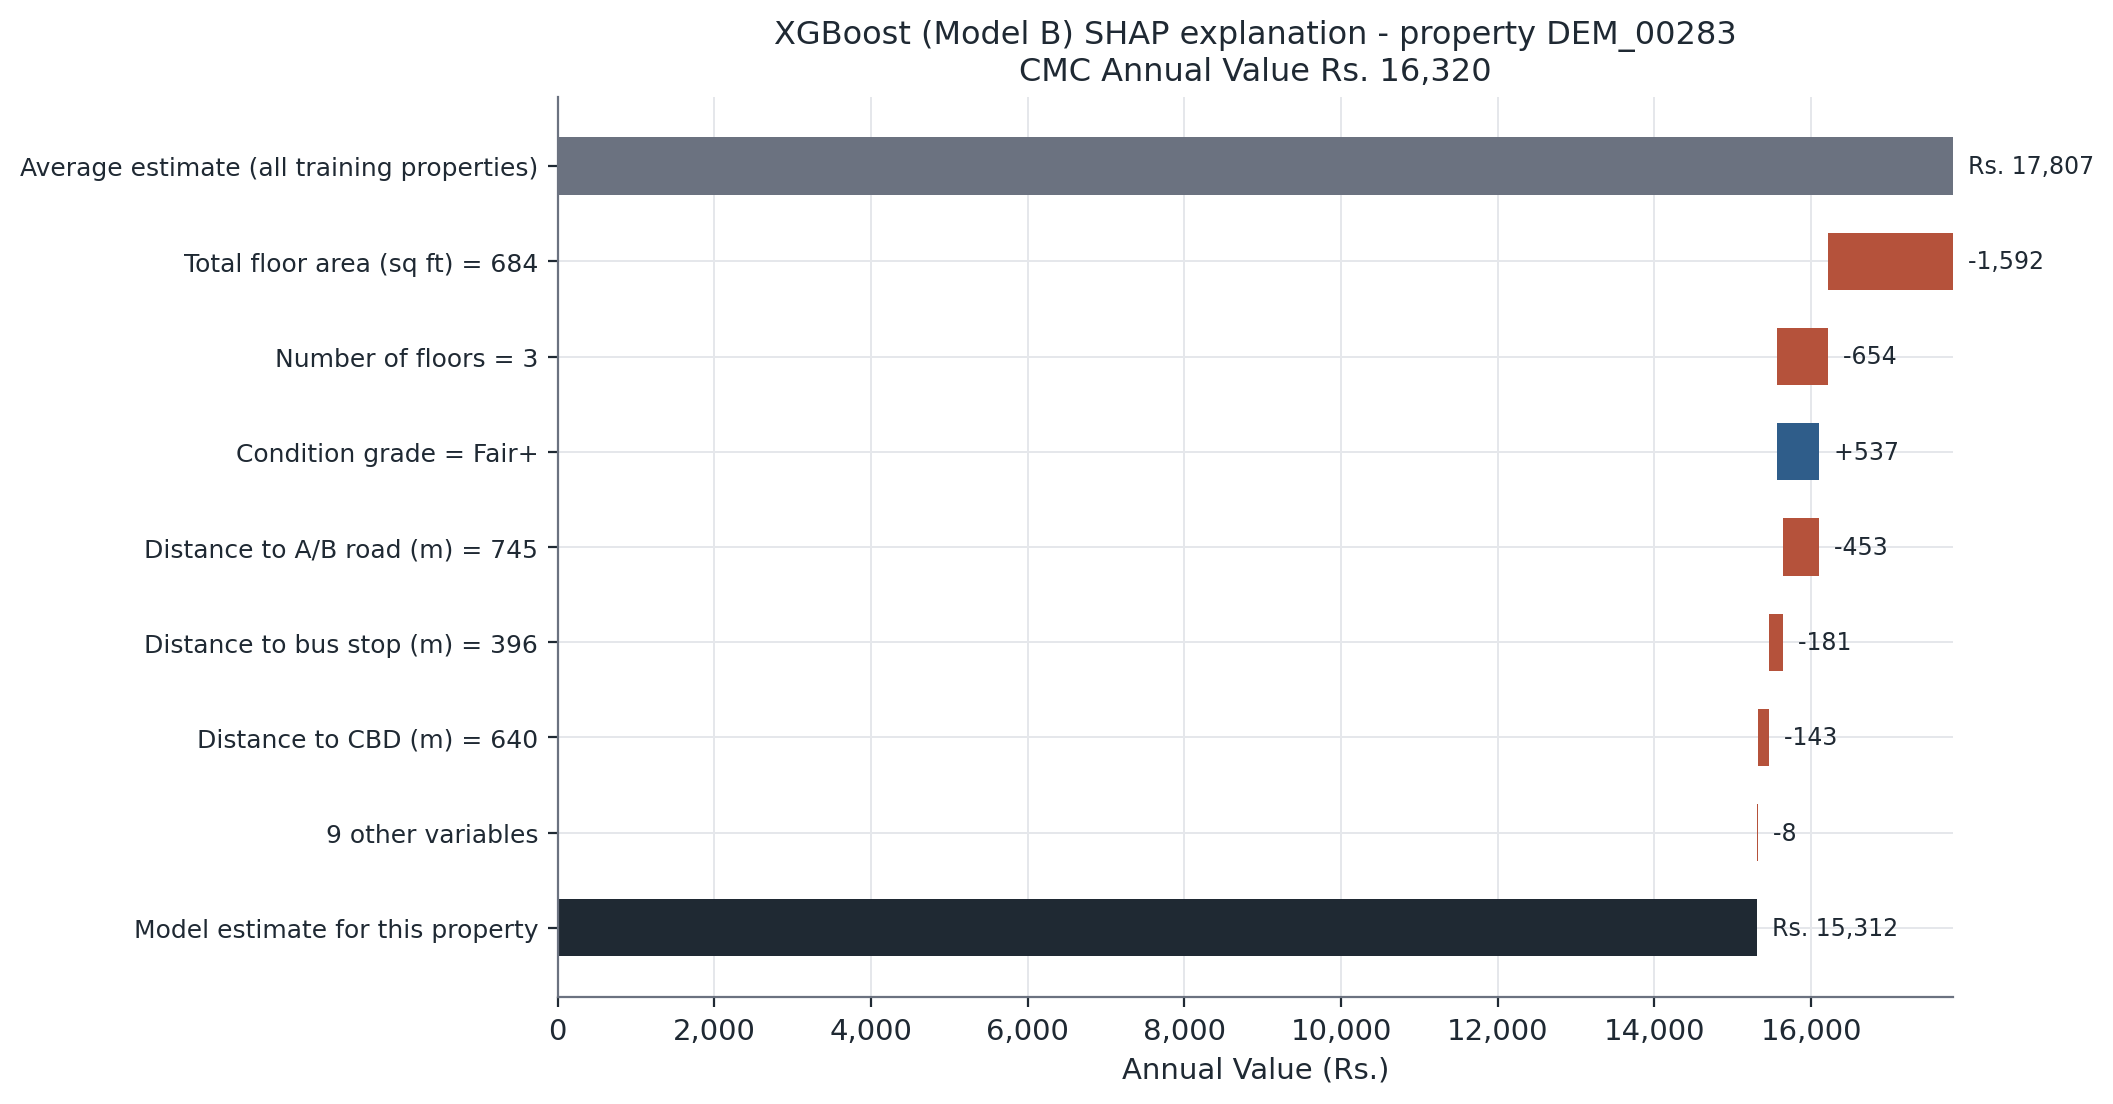 XGBoost (Model B) SHAP explanation - property DEM_00283
CMC Annual Value Rs. 16,320
Average estimate (all training properties) Rs. 17,807
Total floor area (sq ft) = 684 -1,592
Number of floors = 3 -654
Condition grade = Fair+ +537
Distance to A/B road (m) = 745 -453
Distance to bus stop (m) = 396 -181
Distance to CBD (m) = 640 -143
9 other variables -8
Model estimate for this property Rs. 15,312
0 2,000 4,000 6,000 8,000 10,000 12,000 14,000 16,000
Annual Value (Rs.)